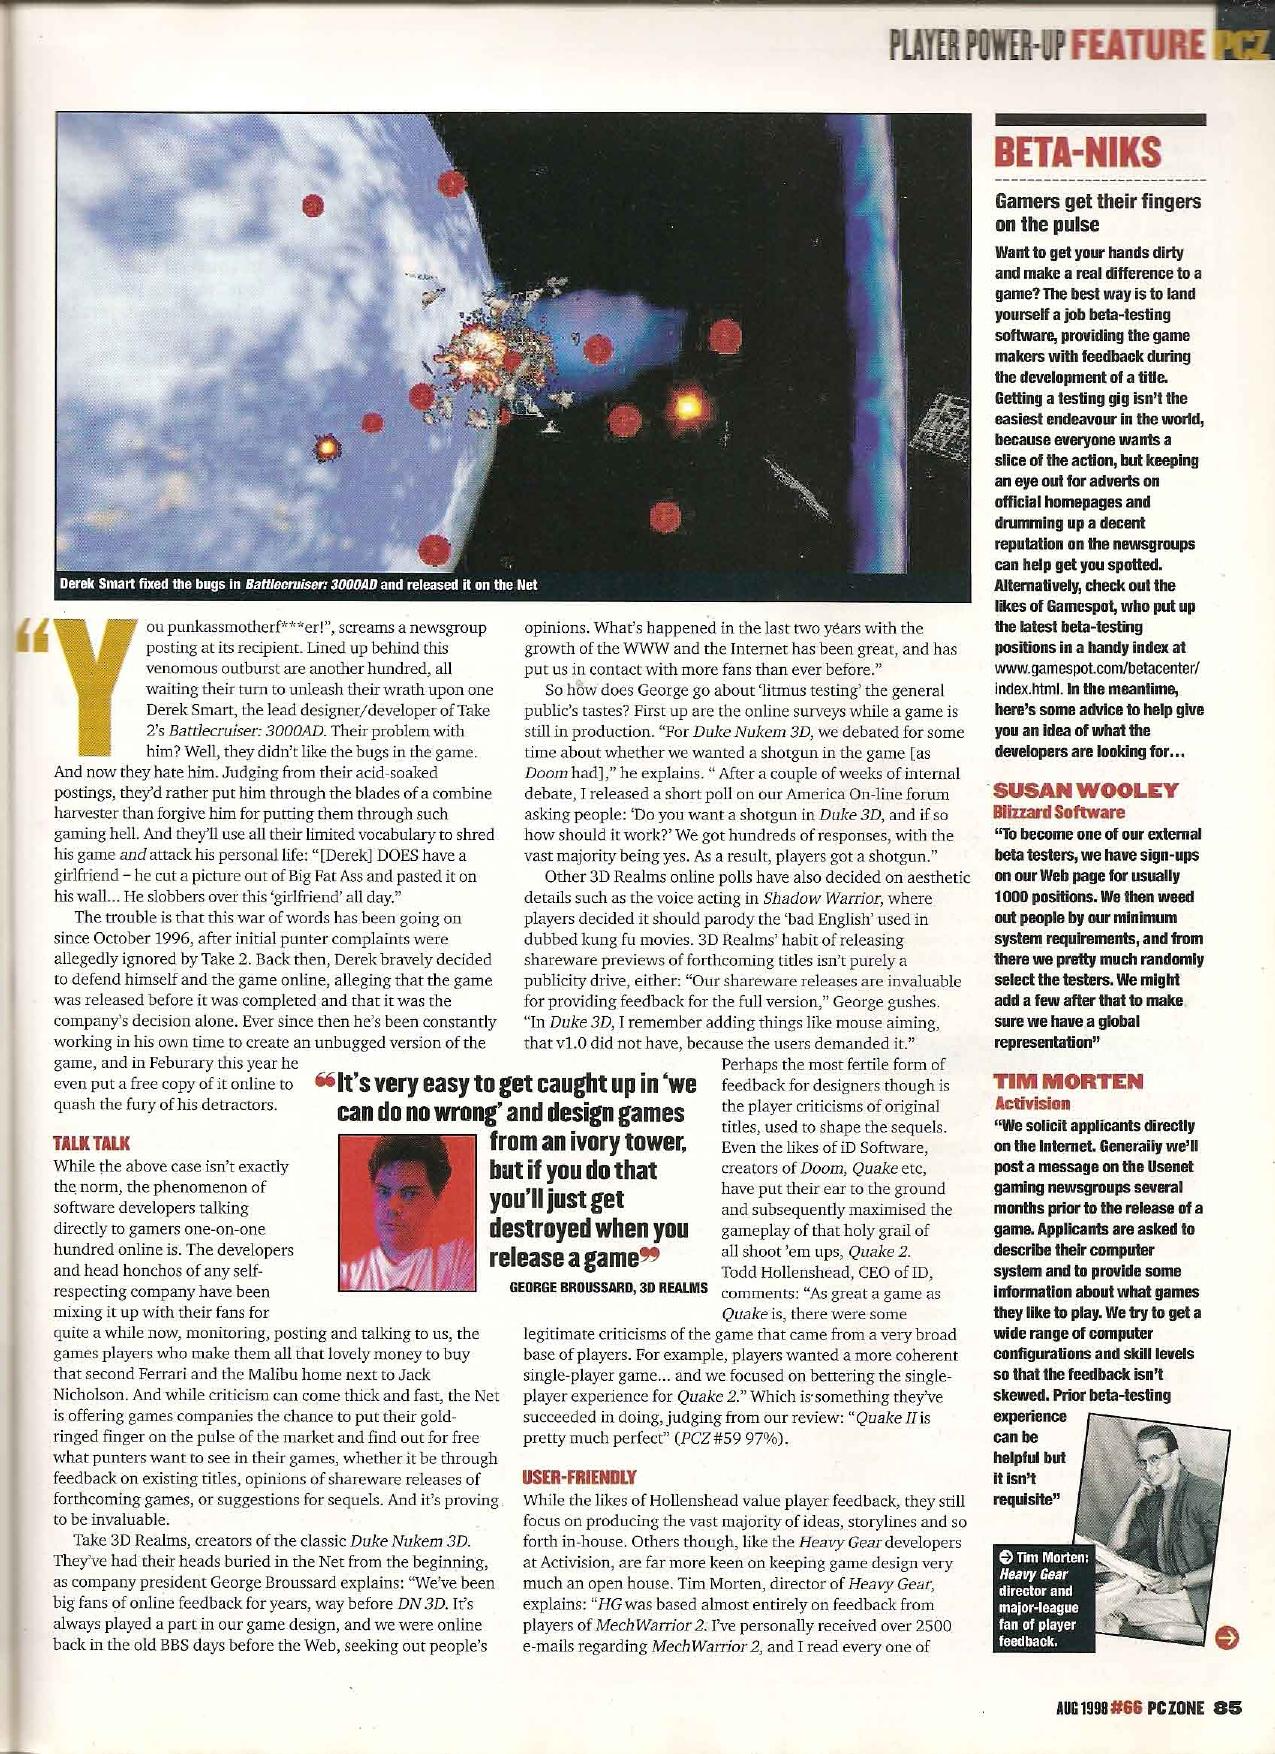 PLAYER POWER-UP FEATURE PCZ
Derek Smart fixed the bugs in Battlecruiser: 3000AD and released it on the Net
“You punkassmotherf***er!”, screams a newsgroup
posting at its recipient. Lined up behind this
venomous outburst are another hundred, all
waiting their turn to unleash their wrath upon one
Derek Smart, the lead designer/developer of Take
2’s Battlecruiser: 3000AD. Their problem with
him? Well, they didn’t like the bugs in the game.
And now they hate him. Judging from their acid-soaked
postings, they’d rather put him through the blades of a combine
harvester than forgive him for putting them through such
gaming hell. And they’ll use all their limited vocabulary to shred
his game and attack his personal life: “[Derek] DOES have a
girlfriend – he cut a picture out of Big Fat Ass and pasted it on
his wall... He slobbers over this ‘girlfriend’ all day.”
The trouble is that this war of words has been going on
since October 1996, after initial punter complaints were
allegedly ignored by Take 2. Back then, Derek bravely decided
to defend himself and the game online, alleging that the game
was released before it was completed and that it was the
company’s decision alone. Ever since then he’s been constantly
working in his own time to create an unbugged version of the
game, and in Feburary this year he
even put a free copy of it online to
quash the fury of his detractors.
TALK TALK
While the above case isn’t exactly
the norm, the phenomenon of
software developers talking
directly to gamers one-on-one
hundred online is. The developers
and head honchos of any self-
respecting company have been
mixing it up with their fans for
quite a while now, monitoring, posting and talking to us, the
games players who make them all that lovely money to buy
that second Ferrari and the Malibu home next to Jack
Nicholson. And while criticism can come thick and fast, the Net
is offering games companies the chance to put their gold-
ringed finger on the pulse of the market and find out for free
what punters want to see in their games, whether it be through
feedback on existing titles, opinions of shareware releases of
forthcoming games, or suggestions for sequels. And it’s proving
to be invaluable.
Take 3D Realms, creators of the classic Duke Nukem 3D.
They’ve had their heads buried in the Net from the beginning,
as company president George Broussard explains: “We’ve been
big fans of online feedback for years, way before DN 3D. It’s
always played a part in our game design, and we were online
back in the old BBS days before the Web, seeking out people’s
“It’s very easy to get caught up in ‘we
can do no wrong’ and design games
from an ivory tower,
but if you do that
you’ll just get
destroyed when you
release a game”
GEORGE BROUSSARD, 3D REALMS
opinions. What’s happened in the last two years with the
growth of the WWW and the Internet has been great, and has
put us in contact with more fans than ever before.”
So how does George go about ‘litmus testing’ the general
public’s tastes? First up are the online surveys while a game is
still in production. “For Duke Nukem 3D, we debated for some
time about whether we wanted a shotgun in the game [as
Doom had],” he explains. “ After a couple of weeks of internal
debate, I released a short poll on our America On-line forum
asking people: ‘Do you want a shotgun in Duke 3D, and if so
how should it work?’ We got hundreds of responses, with the
vast majority being yes. As a result, players got a shotgun.”
Other 3D Realms online polls have also decided on aesthetic
details such as the voice acting in Shadow Warrior, where
players decided it should parody the ‘bad English’ used in
dubbed kung fu movies. 3D Realms’ habit of releasing
shareware previews of forthcoming titles isn’t purely a
publicity drive, either: “Our shareware releases are invaluable
for providing feedback for the full version,” George gushes.
“In Duke 3D, I remember adding things like mouse aiming,
that v1.0 did not have, because the users demanded it.”
Perhaps the most fertile form of
feedback for designers though is
the player criticisms of original
titles, used to shape the sequels.
Even the likes of iD Software,
creators of Doom, Quake etc,
have put their ear to the ground
and subsequently maximised the
gameplay of that holy grail of
all shoot ’em ups, Quake 2.
Todd Hollenshead, CEO of ID,
comments: “As great a game as
Quake is, there were some
legitimate criticisms of the game that came from a very broad
base of players. For example, players wanted a more coherent
single-player game... and we focused on bettering the single-
player experience for Quake 2.” Which is something they’ve
succeeded in doing, judging from our review: “Quake II is
pretty much perfect” (PCZ #59 97%).
USER-FRIENDLY
While the likes of Hollenshead value player feedback, they still
focus on producing the vast majority of ideas, storylines and so
forth in-house. Others though, like the Heavy Gear developers
at Activision, are far more keen on keeping game design very
much an open house. Tim Morten, director of Heavy Gear,
explains: “HG was based almost entirely on feedback from
players of MechWarrior 2. I’ve personally received over 2500
e-mails regarding MechWarrior 2, and I read every one of
BETA-NIKS
Gamers get their fingers
on the pulse
Want to get your hands dirty
and make a real difference to a
game? The best way is to land
yourself a job beta-testing
software, providing the game
makers with feedback during
the development of a title.
Getting a testing gig isn’t the
easiest endeavour in the world,
because everyone wants a
slice of the action, but keeping
an eye out for adverts on
official homepages and
drumming up a decent
reputation on the newsgroups
can help get you spotted.
Alternatively, check out the
likes of Gamespot, who put up
the latest beta-testing
positions in a handy index at
www.gamespot.com/betacenter/
index.html. In the meantime,
here’s some advice to help give
you an idea of what the
developers are looking for...
SUSAN WOOLEY
Blizzard Software
“To become one of our external
beta testers, we have sign-ups
on our Web page for usually
1000 positions. We then weed
out people by our minimum
system requirements, and from
there we pretty much randomly
select the testers. We might
add a few after that to make
sure we have a global
representation”
TIM MORTEN
Activision
“We solicit applicants directly
on the Internet. Generally we’ll
post a message on the Usenet
gaming newsgroups several
months prior to the release of a
game. Applicants are asked to
describe their computer
system and to provide some
information about what games
they like to play. We try to get a
wide range of computer
configurations and skill levels
so that the feedback isn’t
skewed. Prior beta-testing
experience
can be
helpful but
it isn’t
requisite”
Tim Morten:
Heavy Gear
director and
major-league
fan of player
feedback.
AUG 1998 #66 PC ZONE 85